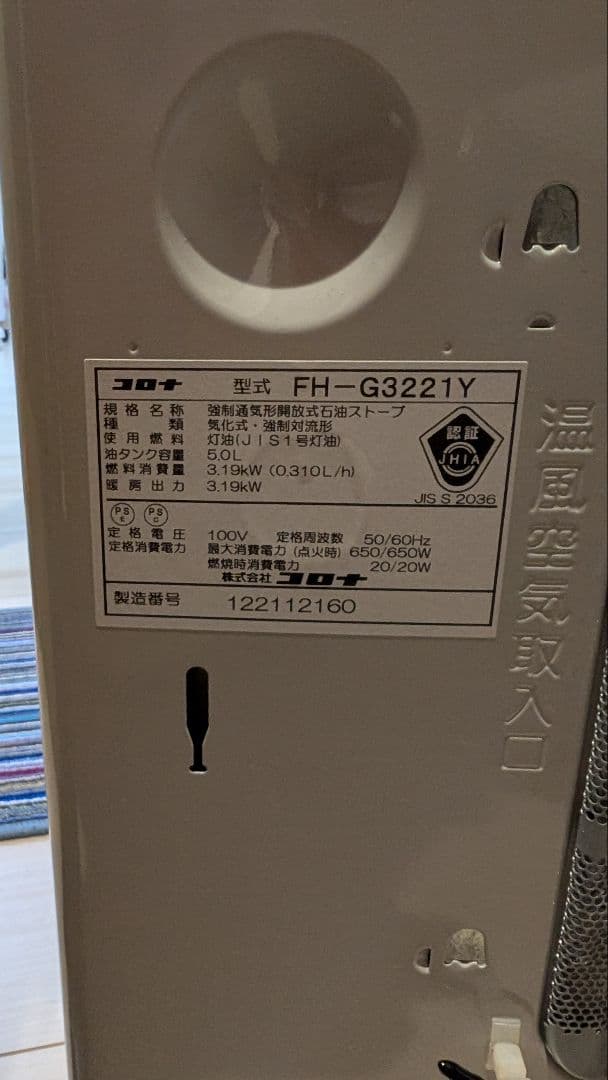 コロナ 型式 FH-G3221Y
規格名称 強制通気形開放式石油ストーブ
種類 気化式・強制対流形
使用燃料 灯油(JIS1号灯油)
油タンク容量 5.0L
燃料消費量 3.19kW (0.310L/h)
暖房出力 3.19kW
認証
JHIA
JIS S 2036
PS E PS C
定格電圧 100V 定格周波数 50/60Hz
定格消費電力 最大消費電力(点火時) 650/650W
燃焼時消費電力 20/20W
株式会社 コロナ
製造番号 122112160
温風空気取入口